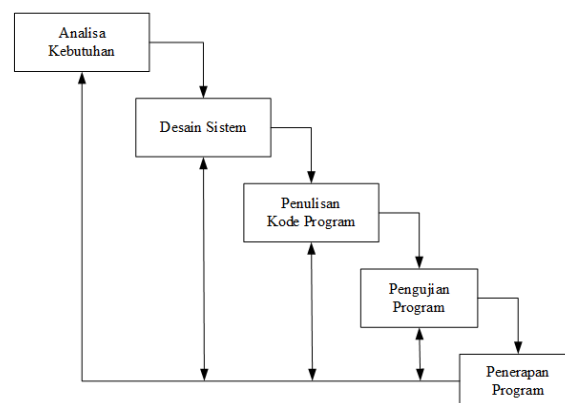 Analisa
Kebutuhan
Desain Sistem
Penulisan
Kode Program
Pengujian
Program
Penerapan
Program